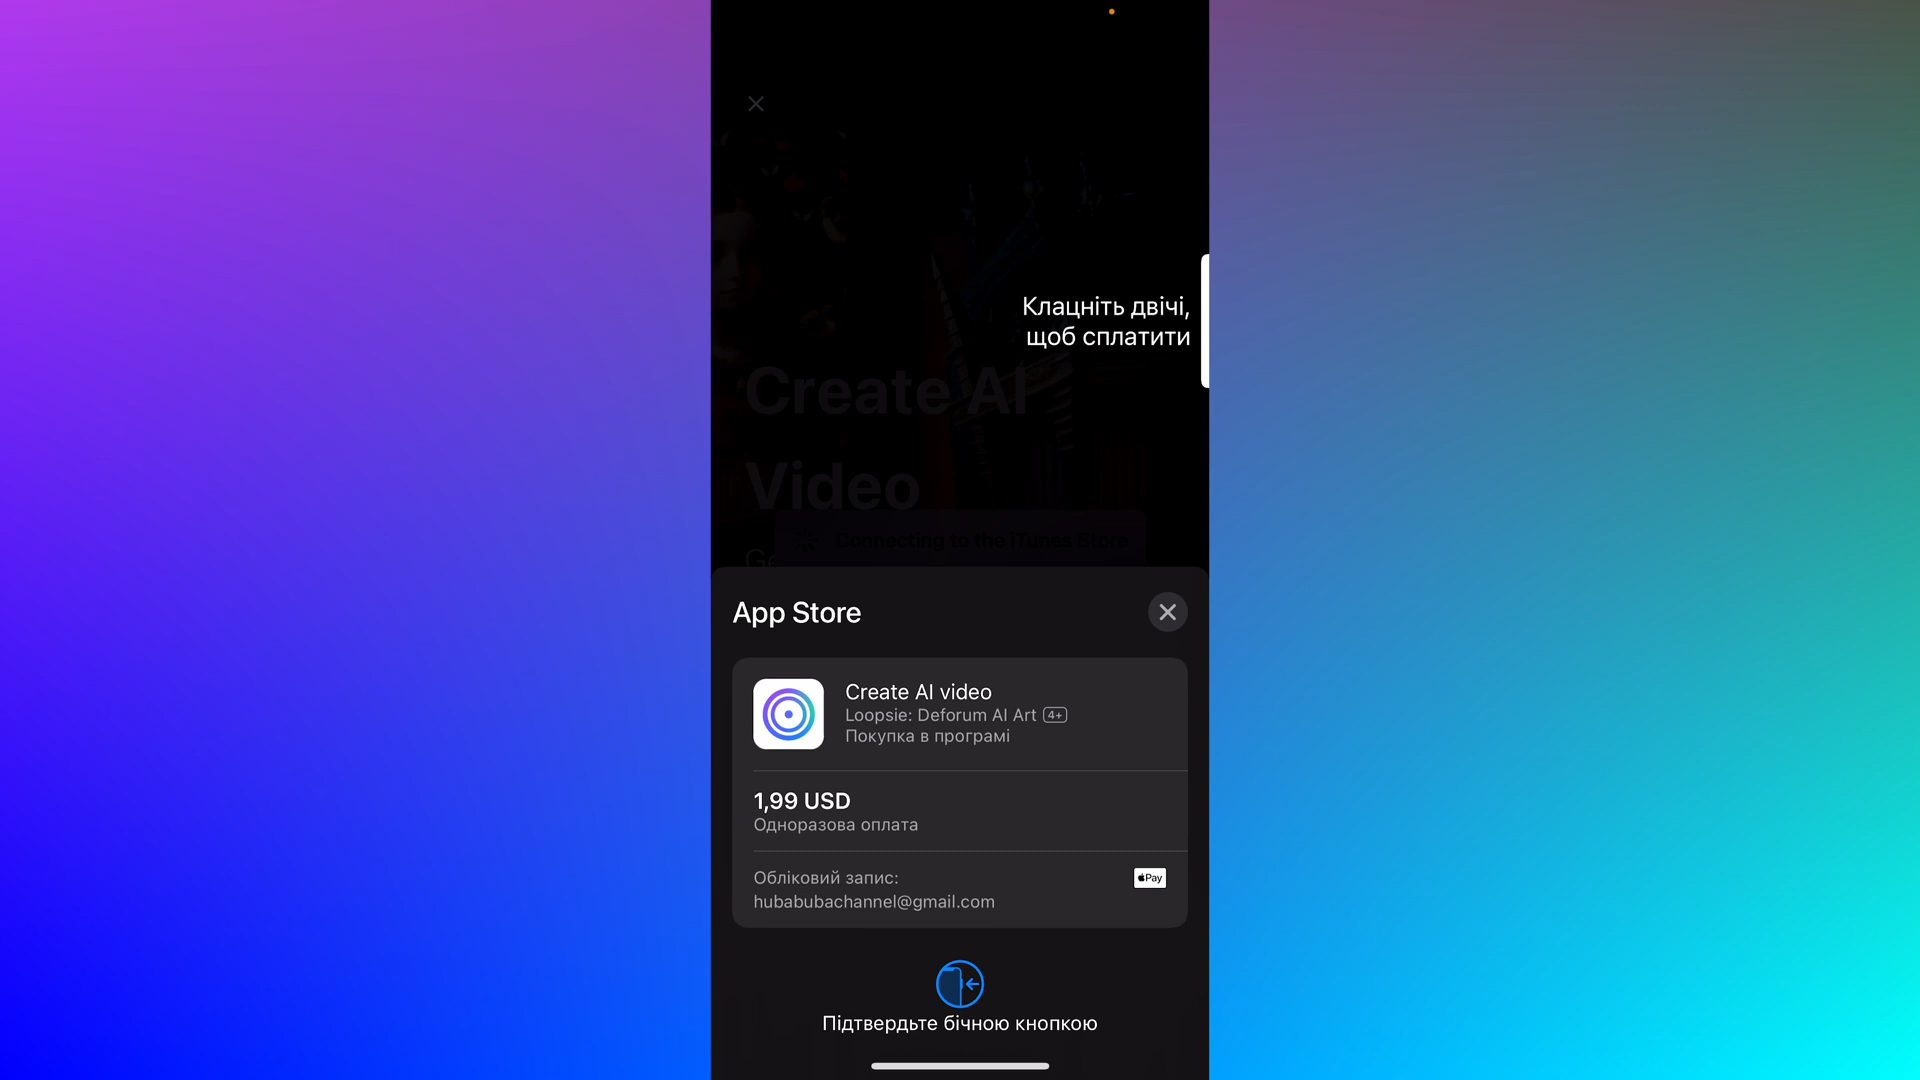 Клацніть двічі,
щоб сплатити
Create AI
Video
Connecting to the iTunes Store
Ge
App Store
Create AI video
Loopsie: Deforum AI Art 4+
Покупка в програмі
1,99 USD
Одноразова оплата
Обліковий запис:
Pay
hubabubachannel@gmail.com
Підтвердьте бічною кнопкою